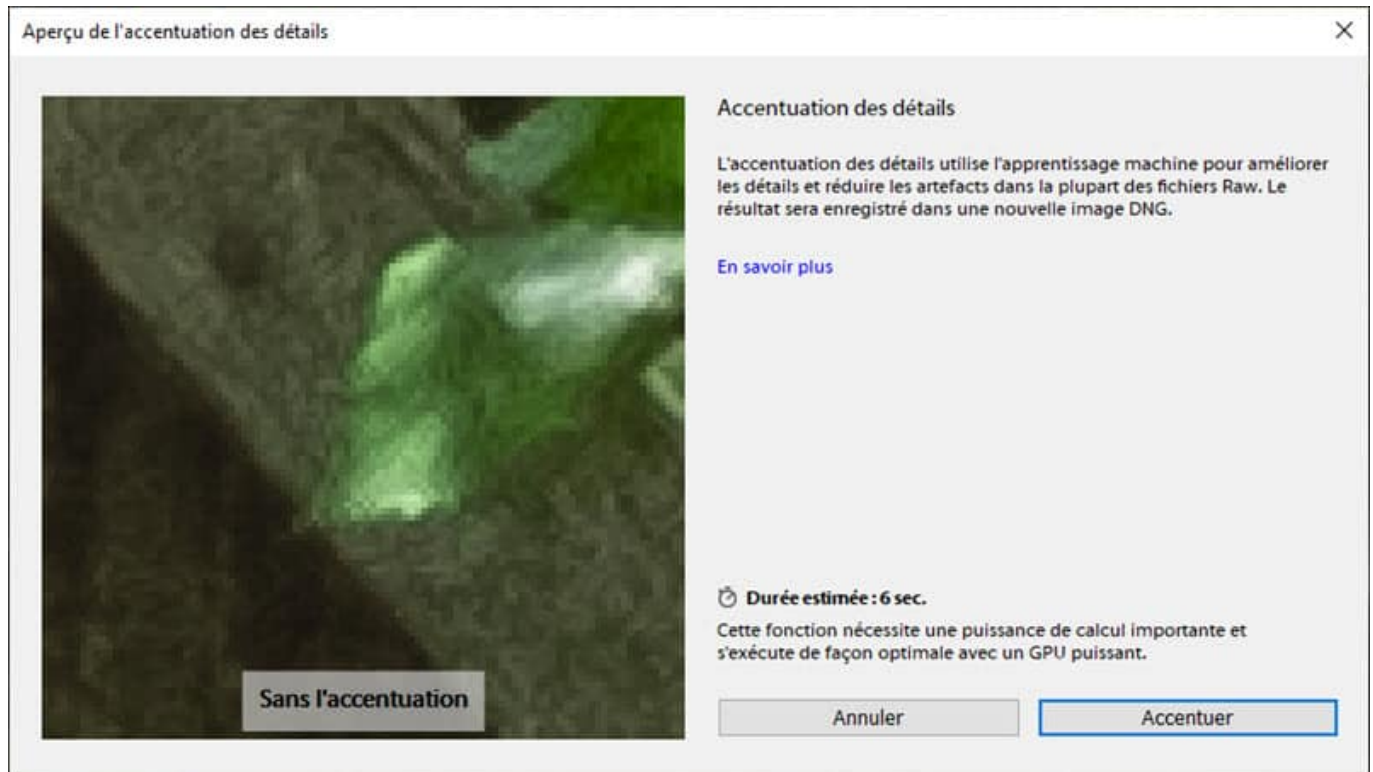 Aperçu de l'accentuation des détails
Accentuation des détails
L'accentuation des détails utilise l'apprentissage machine pour améliorer
les détails et réduire les artefacts dans la plupart des fichiers Raw. Le
résultat sera enregistré dans une nouvelle image DNG.
En savoir plus
Durée estimée : 6 sec.
Cette fonction nécessite une puissance de calcul importante et
s'exécute de façon optimale avec un GPU puissant.
Sans l'accentuation
Annuler
Accentuer